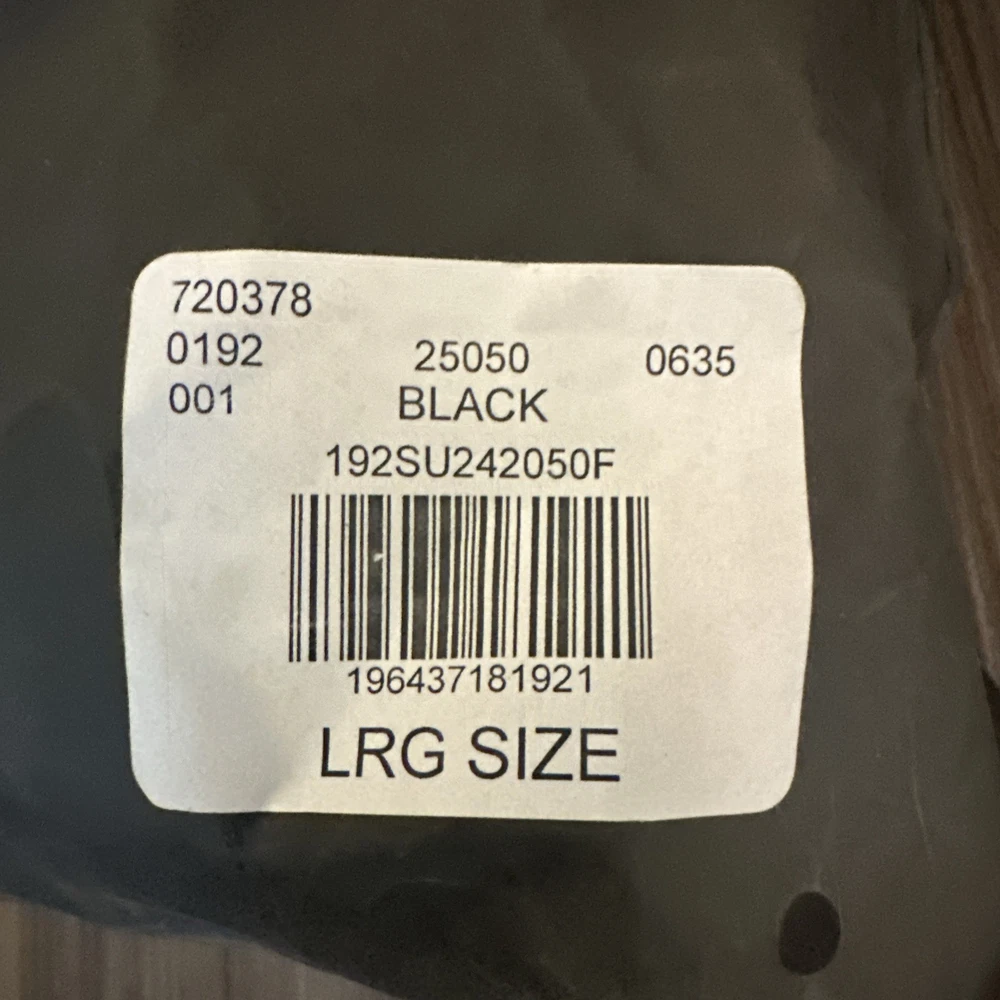 720378
0192 25050 0635
001 BLACK
192SU242050F
196437181921
LRG SIZE